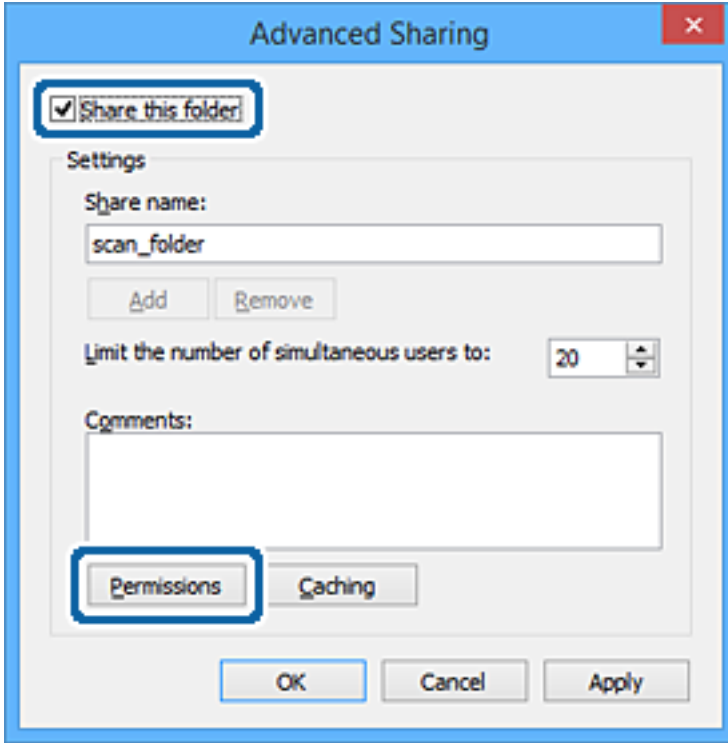 Advanced Sharing
Share this folder
Settings
Share name:
scan_folder
Add Remove
Limit the number of simultaneous users to: 20
Comments:
Permissions Caching
OK Cancel Apply